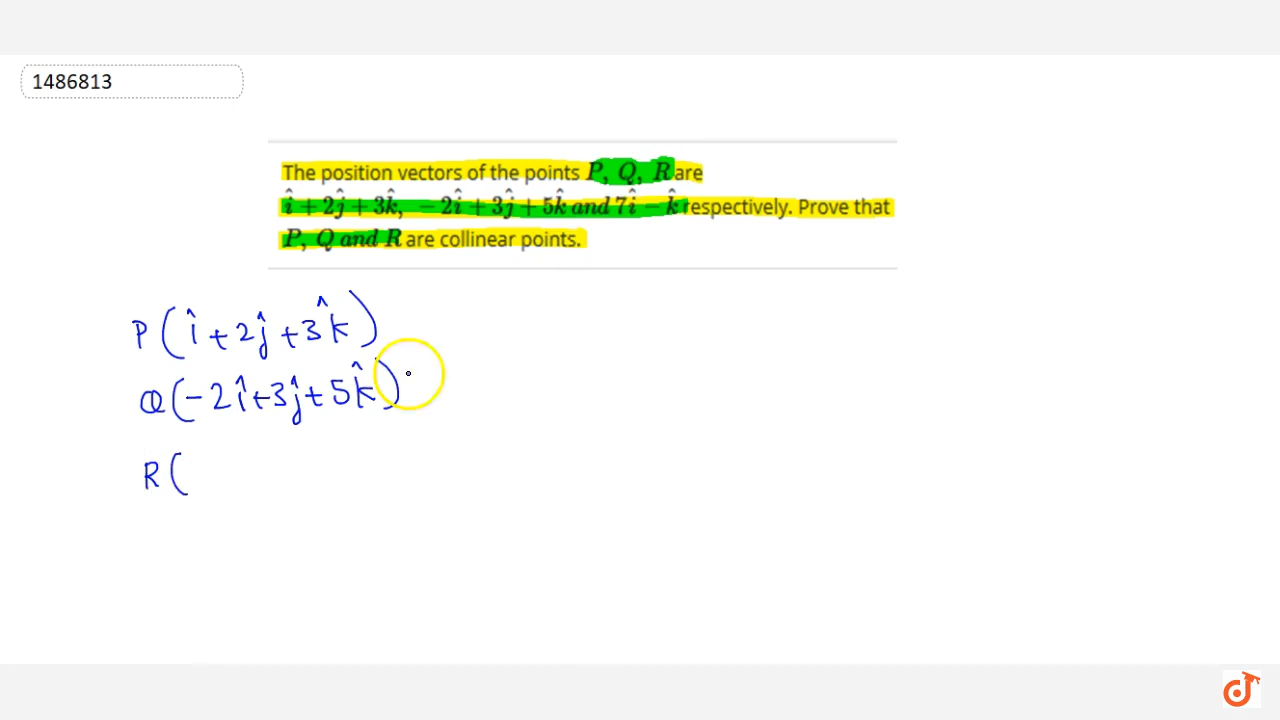 1486813
The position vectors of the points P, Q, R are
î + 2ĵ + 3k̂, −2î + 3ĵ + 5k̂ and 7î − k̂ respectively. Prove that
P, Q and R are collinear points.
P(î + 2ĵ + 3k̂)
Q(−2î + 3ĵ + 5k̂)
R(